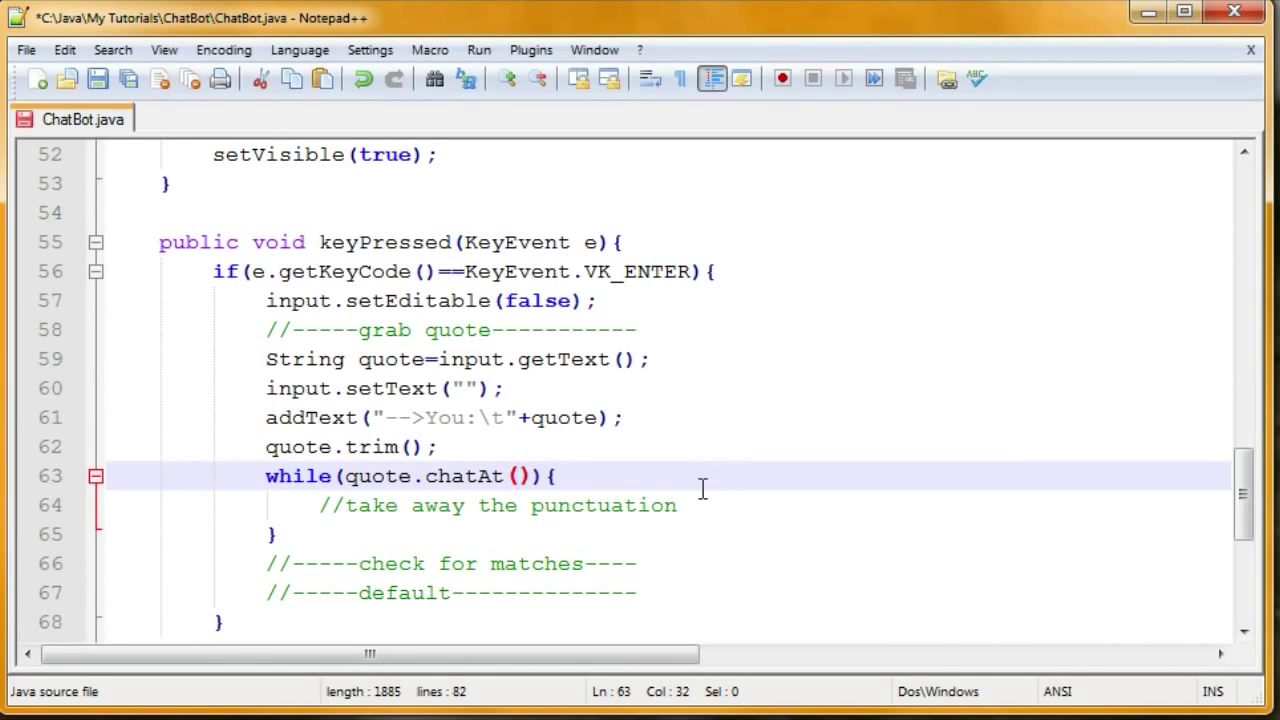 *C:\Java\My Tutorials\ChatBot\ChatBot.java - Notepad++
File Edit Search View Encoding Language Settings Macro Run Plugins Window ? X
ABC
ChatBot.java
52 setVisible(true);
53 }
54
55 public void keyPressed(KeyEvent e){
56 if(e.getKeyCode()==KeyEvent.VK_ENTER){
57 input.setEditable(false);
58 //-----grab quote-----------
59 String quote=input.getText();
60 input.setText("");
61 addText("-->You:\t"+quote);
62 quote.trim();
63 while(quote.chatAt()){
64 //take away the punctuation
65 }
66 //-----check for matches----
67 //-----default--------------
68 }
Java source file length : 1885 lines : 82 Ln : 63 Col : 32 Sel : 0 Dos\Windows ANSI INS